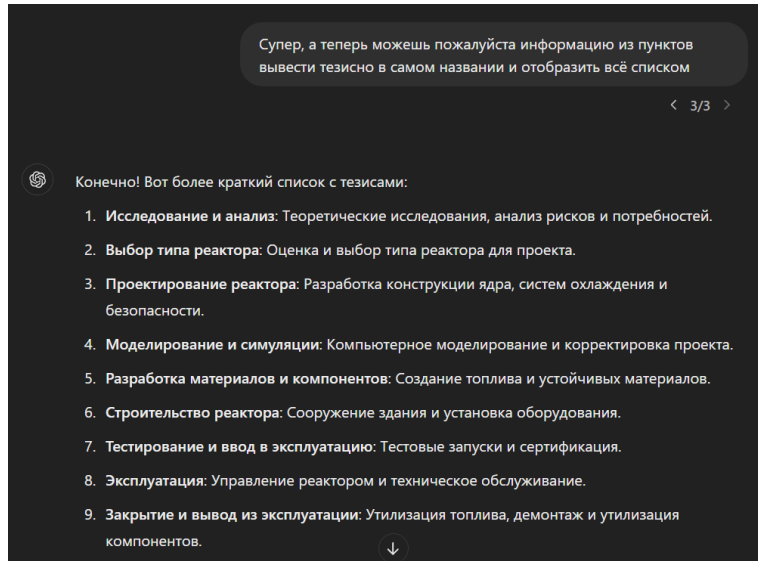 Супер, а теперь можешь пожалуйста информацию из пунктов
вывести тезисно в самом названии и отобразить всё списком
3/3
Конечно! Вот более краткий список с тезисами:
1. Исследование и анализ: Теоретические исследования, анализ рисков и потребностей.
2. Выбор типа реактора: Оценка и выбор типа реактора для проекта.
3. Проектирование реактора: Разработка конструкции ядра, систем охлаждения и
безопасности.
4. Моделирование и симуляции: Компьютерное моделирование и корректировка проекта.
5. Разработка материалов и компонентов: Создание топлива и устойчивых материалов.
6. Строительство реактора: Сооружение здания и установка оборудования.
7. Тестирование и ввод в эксплуатацию: Тестовые запуски и сертификация.
8. Эксплуатация: Управление реактором и техническое обслуживание.
9. Закрытие и вывод из эксплуатации: Утилизация топлива, демонтаж и утилизация
компонентов.